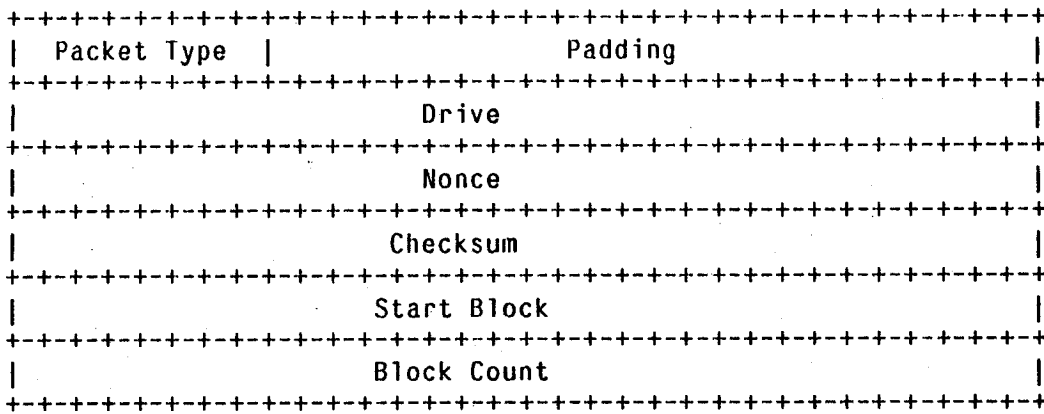 +-+-+-+-+-+-+-+-+-+-+-+-+-+-+-+-+-+-+-+-+-+-+-+-+-+-+-+-+-+-+-+-+
| Packet Type | Padding |
+-+-+-+-+-+-+-+-+-+-+-+-+-+-+-+-+-+-+-+-+-+-+-+-+-+-+-+-+-+-+-+-+
| Drive |
+-+-+-+-+-+-+-+-+-+-+-+-+-+-+-+-+-+-+-+-+-+-+-+-+-+-+-+-+-+-+-+-+
| Nonce |
+-+-+-+-+-+-+-+-+-+-+-+-+-+-+-+-+-+-+-+-+-+-+-+-+-+-+-+-+-+-+-+-+
| Checksum |
+-+-+-+-+-+-+-+-+-+-+-+-+-+-+-+-+-+-+-+-+-+-+-+-+-+-+-+-+-+-+-+-+
| Start Block |
+-+-+-+-+-+-+-+-+-+-+-+-+-+-+-+-+-+-+-+-+-+-+-+-+-+-+-+-+-+-+-+-+
| Block Count |
+-+-+-+-+-+-+-+-+-+-+-+-+-+-+-+-+-+-+-+-+-+-+-+-+-+-+-+-+-+-+-+-+